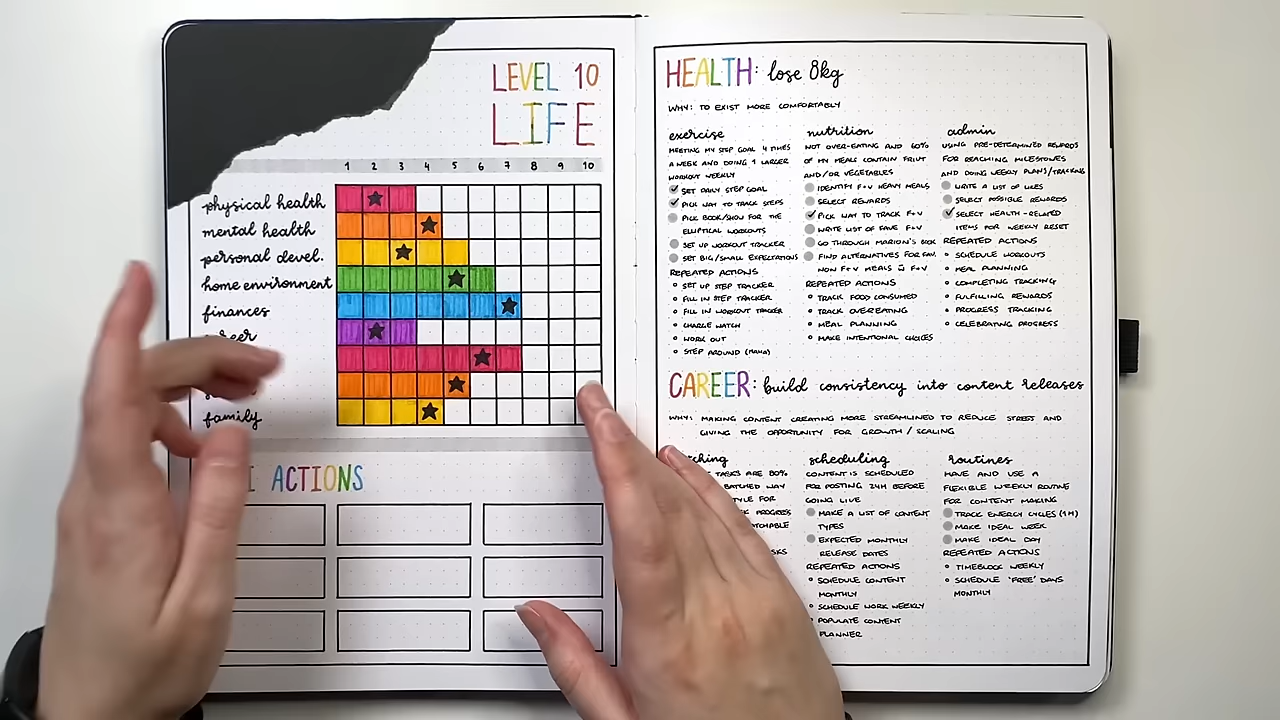 LEVEL 10
LIFE
1 2 3 4 5 6 7 8 9 10
physical health
mental health
personal devel.
home environment
finances
family
ACTIONS
HEALTH: lose 8kg
WHY: TO EXIST MORE COMFORTABLY
exercise
MEETING MY STEP GOAL 4 TIMES
A WEEK AND DOING 1 LARGER
WORKOUT WEEKLY
SET DAILY STEP GOAL
PICK WAY TO TRACK STEPS
PICK BOOK/SHOW FOR THE
ELLIPTICAL WORKOUTS
SET UP WORKOUT TRACKER
SET BIG/SMALL EXPECTATIONS
REPEATED ACTIONS
SET UP STEP TRACKER
FILL IN STEP TRACKER
FILL IN WORKOUT TRACKER
CHARGE WATCH
WORK OUT
STEP AROUND (HAHA)
nutrition
NOT OVER-EATING AND 60%
OF MY MEALS CONTAIN FRIUT
AND/OR VEGETABLES
IDENTIFY F+V HEAVY MEALS
SELECT REWARDS
PICK WAY TO TRACK F+V
WRITE LIST OF FAVE F+V
GO THROUGH MARION'S BOOK
FIND ALTERNATIVES FOR FAV.
NON F+V MEALS W F+V
REPEATED ACTIONS
TRACK FOOD CONSUMED
TRACK OVEREATING
MEAL PLANNING
MAKE INTENTIONAL CHOICES
admin
USING PRE-DETERMINED REWARDS
FOR REACHING MILESTONES
AND DOING WEEKLY PLANS/TRACKING
WRITE A LIST OF LIKES
SELECT POSSIBLE REWARDS
SELECT HEALTH-RELATED
ITEMS FOR WEEKLY RESET
REPEATED ACTIONS
SCHEDULE WORKOUTS
MEAL PLANNING
COMPLETING TRACKING
FULFILLING REWARDS
PROGRESS TRACKING
CELEBRATING PROGRESS
CAREER: build consistency into content releases
WHY: MAKING CONTENT CREATING MORE STREAMLINED TO REDUCE STRESS AND
GIVING THE OPPORTUNITY FOR GROWTH / SCALING
TASKS ARE 80%
FOR
scheduling
CONTENT IS SCHEDULED
FOR POSTING 24H BEFORE
GOING LIVE
MAKE A LIST OF CONTENT
TYPES
EXPECTED MONTHLY
RELEASE DATES
REPEATED ACTIONS
SCHEDULE CONTENT
MONTHLY
SCHEDULE WORK WEEKLY
POPULATE CONTENT
PLANNER
routines
HAVE AND USE A
FLEXIBLE WEEKLY ROUTINE
FOR CONTENT MAKING
TRACK ENERGY CYCLES (1M)
MAKE IDEAL WEEK
MAKE IDEAL DAY
REPEATED ACTIONS
TIMEBLOCK WEEKLY
SCHEDULE 'FREE' DAYS
MONTHLY